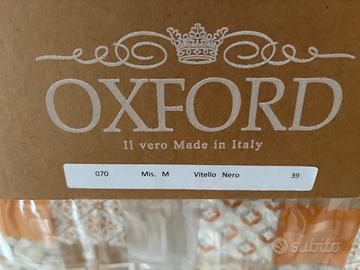 OXFORD
Il vero Made in Italy
070 Mis. M Vitello Nero 39
subito